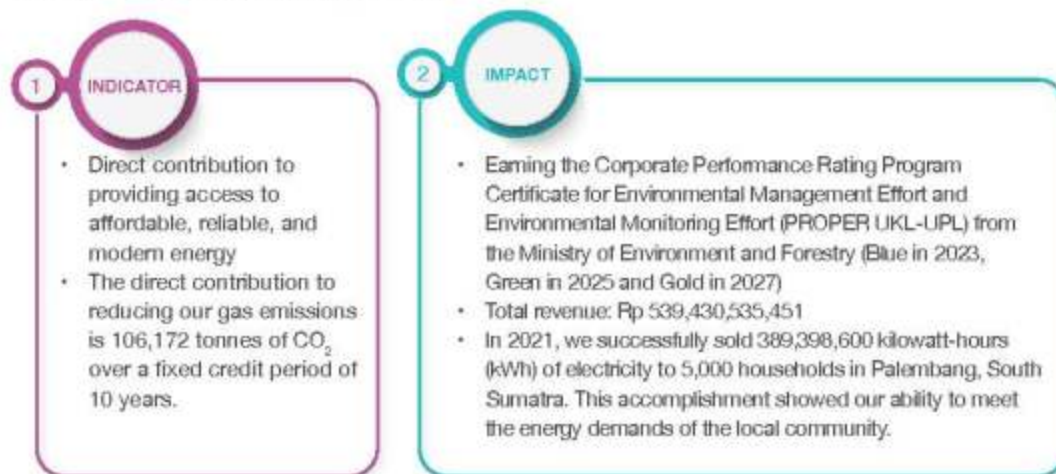 1
INDICATOR
• Direct contribution to
providing access to
affordable, reliable, and
modern energy
• The direct contribution to
reducing our gas emissions
is 106,172 tonnes of CO₂
over a fixed credit period of
10 years.
2
IMPACT
• Earning the Corporate Performance Rating Program
Certificate for Environmental Management Effort and
Environmental Monitoring Effort (PROPER UKL-UPL) from
the Ministry of Environment and Forestry (Blue in 2023,
Green in 2025 and Gold in 2027)
• Total revenue: Rp 539,430,535,451
• In 2021, we successfully sold 389,398,600 kilowatt-hours
(kWh) of electricity to 5,000 households in Palembang, South
Sumatra. This accomplishment showed our ability to meet
the energy demands of the local community.